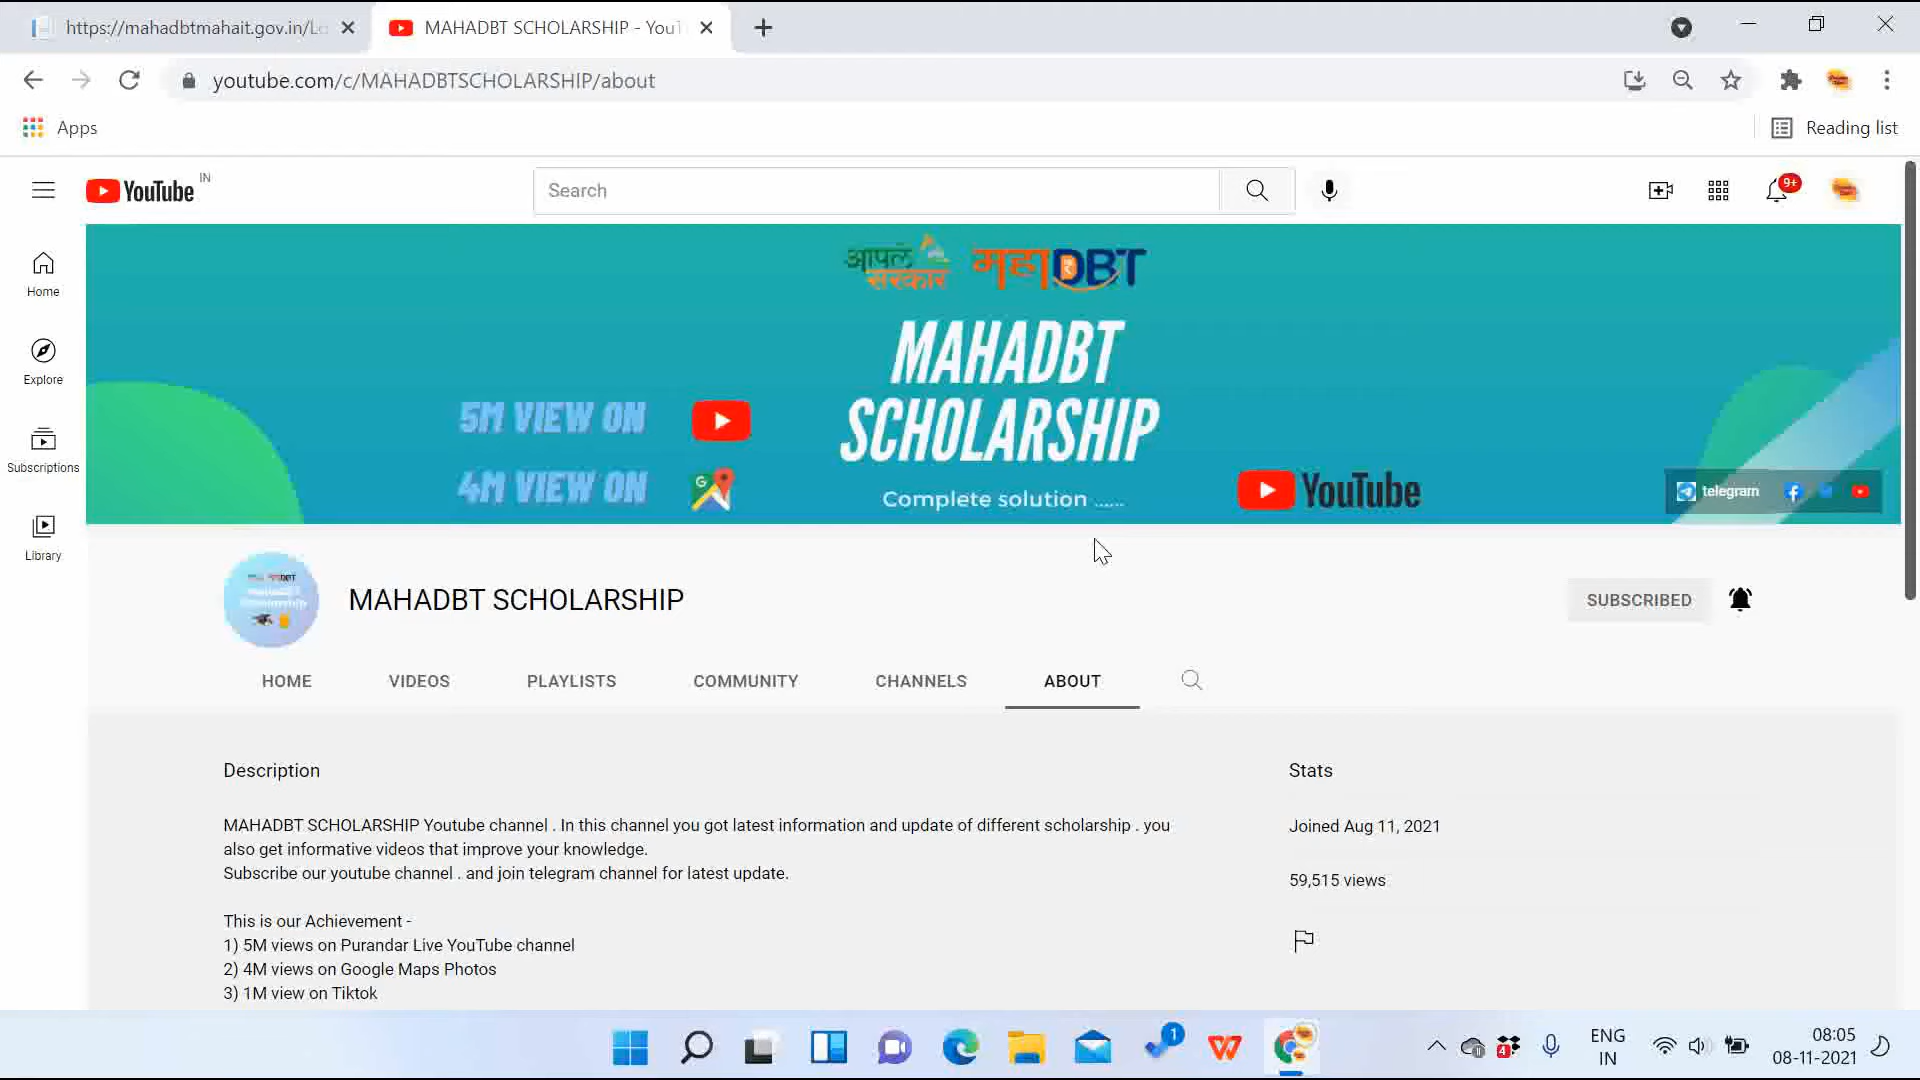 https://mahadbtmahait.gov.in/Lo
MAHADBT SCHOLARSHIP - YouT
youtube.com/c/MAHADBTSCHOLARSHIP/about
Apps
Reading list
YouTube IN
Search
9+
Home
Explore
Subscriptions
Library
आपले सरकार
महाDBT
MAHADBT
SCHOLARSHIP
5M VIEW ON
4M VIEW ON
Complete solution ......
YouTube
telegram
MAHADBT SCHOLARSHIP
SUBSCRIBED
HOME VIDEOS PLAYLISTS COMMUNITY CHANNELS ABOUT
Description
MAHADBT SCHOLARSHIP Youtube channel . In this channel you got latest information and update of different scholarship . you
also get informative videos that improve your knowledge.
Subscribe our youtube channel . and join telegram channel for latest update.
This is our Achievement -
1) 5M views on Purandar Live YouTube channel
2) 4M views on Google Maps Photos
3) 1M view on Tiktok
Stats
Joined Aug 11, 2021
59,515 views
1
4
ENG
IN
08:05
08-11-2021